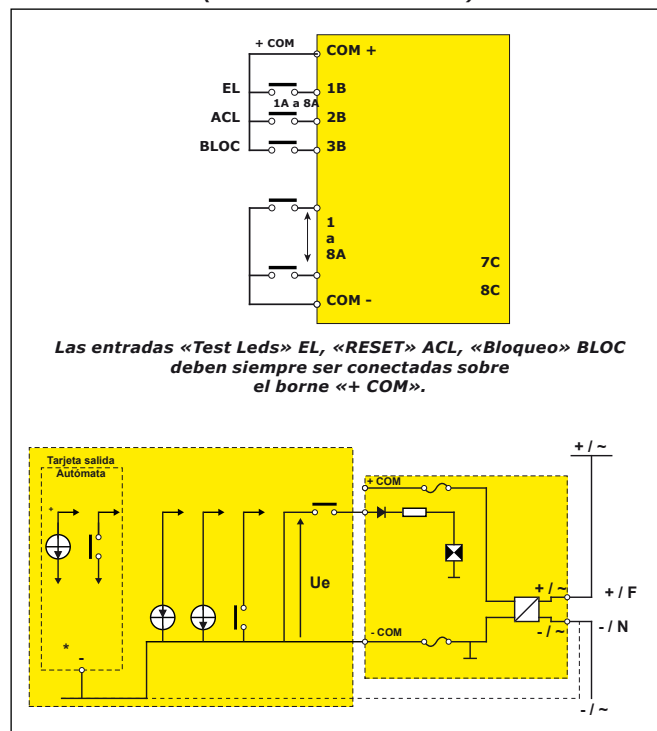 + COM
COM +
EL
1B
1A a 8A
ACL
2B
BLOC
3B
1
a
8A
7C
8C
COM -
Las entradas «Test Leds» EL, «RESET» ACL, «Bloqueo» BLOC
deben siempre ser conectadas sobre
el borne «+ COM».
+ / ~
Tarjeta salida
Autómata
+ COM
+
Ue
+ / ~
+ / F
- / ~
- / N
- COM
*
-
- / ~